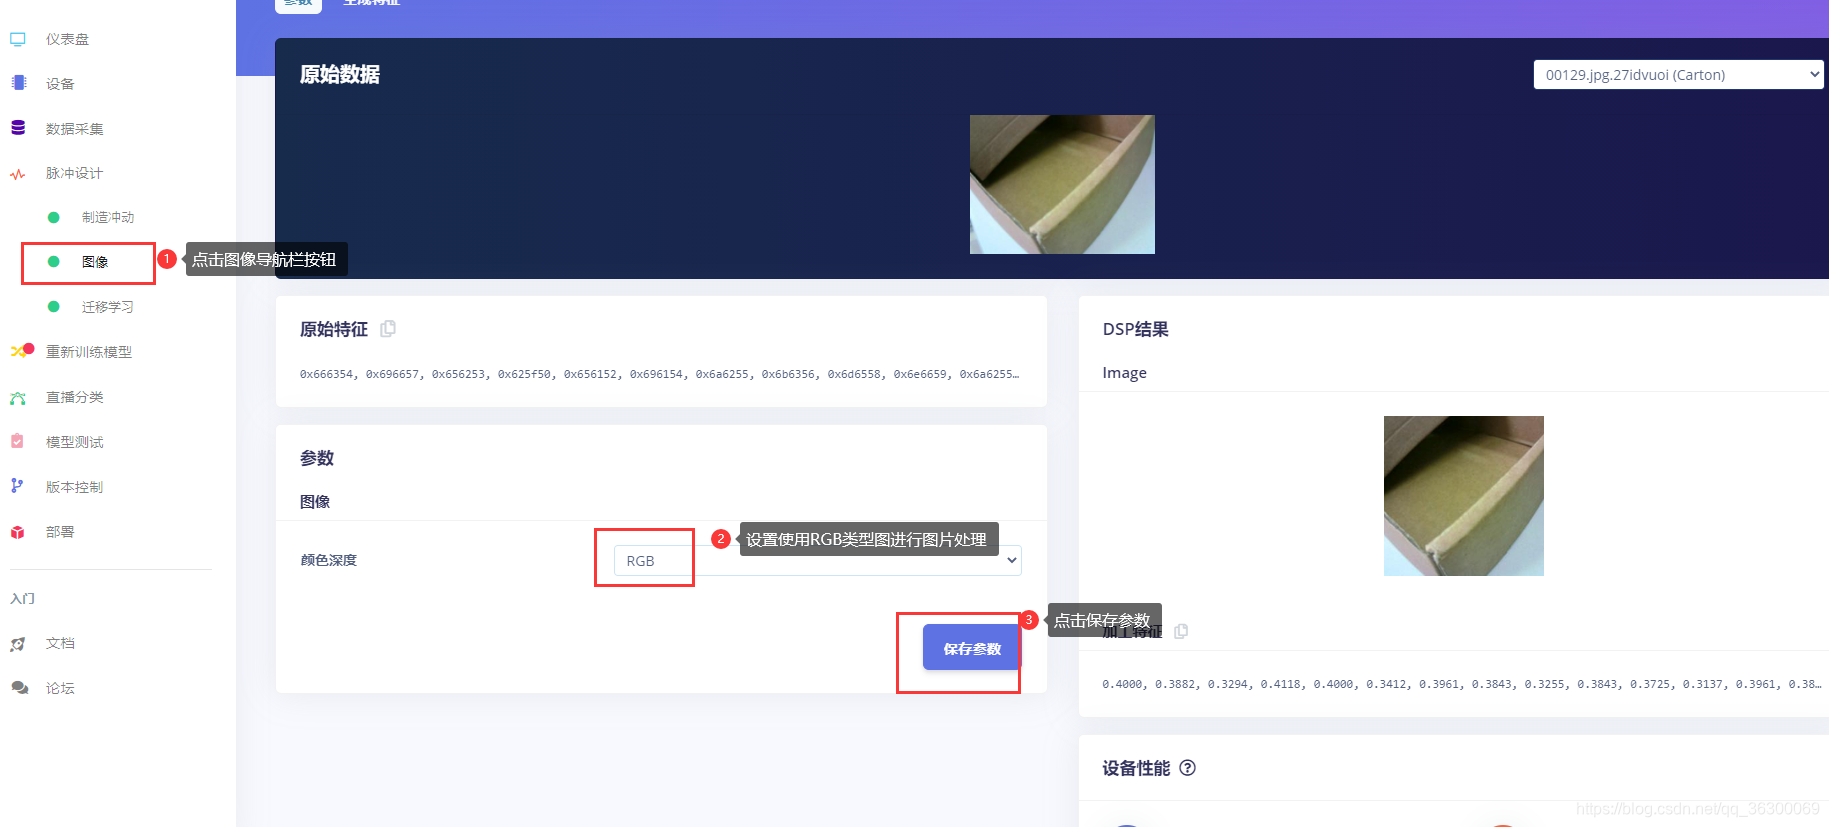 参数
生成特征
仪表盘
设备
数据采集
脉冲设计
制造冲动
图像
迁移学习
重新训练模型
直播分类
模型测试
版本控制
部署
入门
文档
论坛
1 点击图像导航栏按钮
原始数据
00129.jpg.27idvuoi (Carton)
原始特征
0x666354, 0x696657, 0x656253, 0x625f50, 0x656152, 0x696154, 0x6a6255, 0x6b6356, 0x6d6558, 0x6e6659, 0x6a6255…
参数
图像
颜色深度
RGB
2 设置使用RGB类型图进行图片处理
保存参数
3 点击保存参数
DSP结果
Image
加工特征
0.4000, 0.3882, 0.3294, 0.4118, 0.4000, 0.3412, 0.3961, 0.3843, 0.3255, 0.3843, 0.3725, 0.3137, 0.3961, 0.38…
设备性能
https://blog.csdn.net/qq_36300069